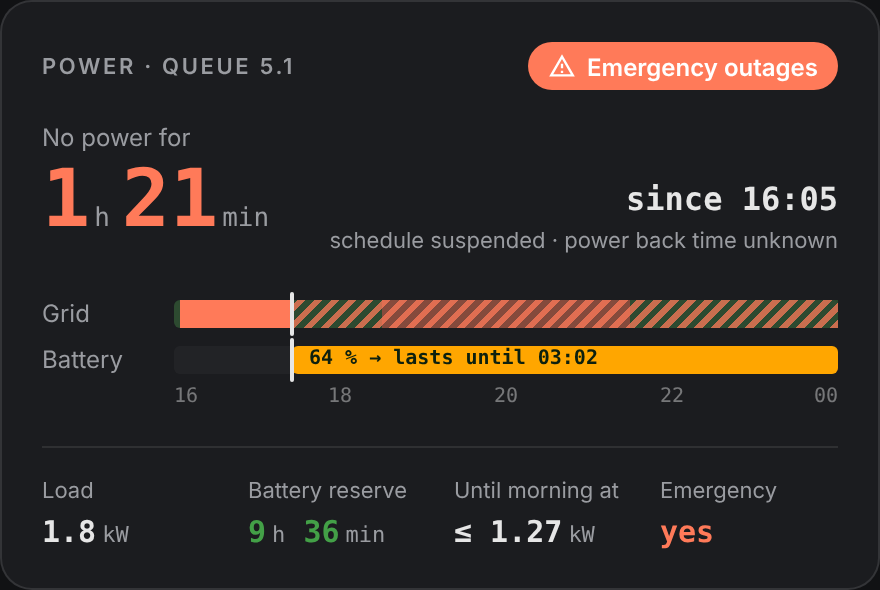 POWER · QUEUE 5.1
Emergency outages
No power for
1 h 21 min
since 16:05
schedule suspended · power back time unknown
Grid
Battery
64 % → lasts until 03:02
16 18 20 22 00
Load
1.8 kW
Battery reserve
9 h 36 min
Until morning at
≤ 1.27 kW
Emergency
yes